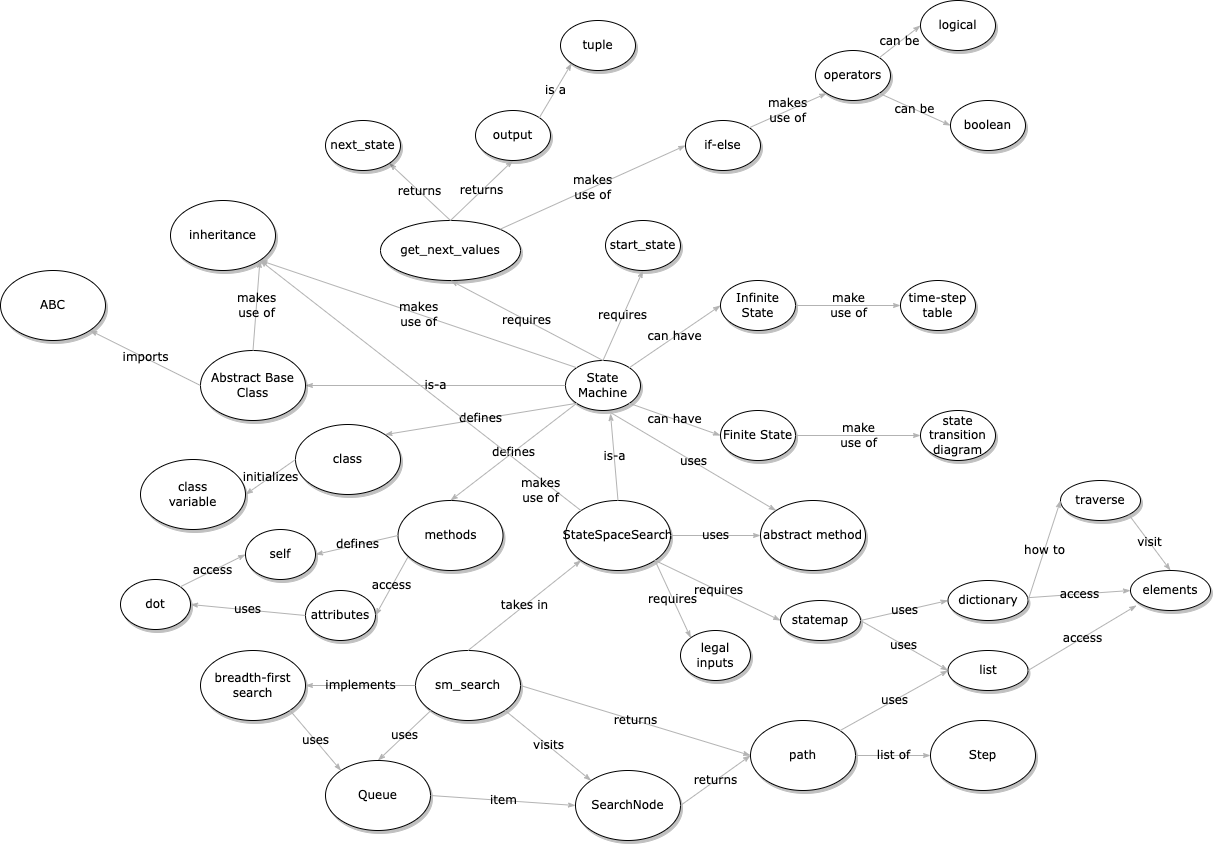 logical
can be
tuple
operators
is a
makes
use of
can be
output
boolean
next_state
if-else
makes
use of
returns
returns
inheritance
get_next_values
start_state
ABC
makes
use of
makes
use of
requires
requires
Infinite
State
make
use of
time-step
table
can have
imports
Abstract Base
Class
is-a
State
Machine
defines
can have
Finite State
make
use of
state
transition
diagram
class
defines
is-a
uses
class
variable
initializes
makes
use of
traverse
methods
StateSpaceSearch
uses
abstract method
self
defines
how to
visit
access
access
requires
requires
dot
uses
attributes
takes in
statemap
uses
dictionary
access
elements
uses
access
legal
inputs
list
breadth-first
search
implements
sm_search
uses
returns
uses
uses
visits
path
list of
Step
returns
Queue
item
SearchNode